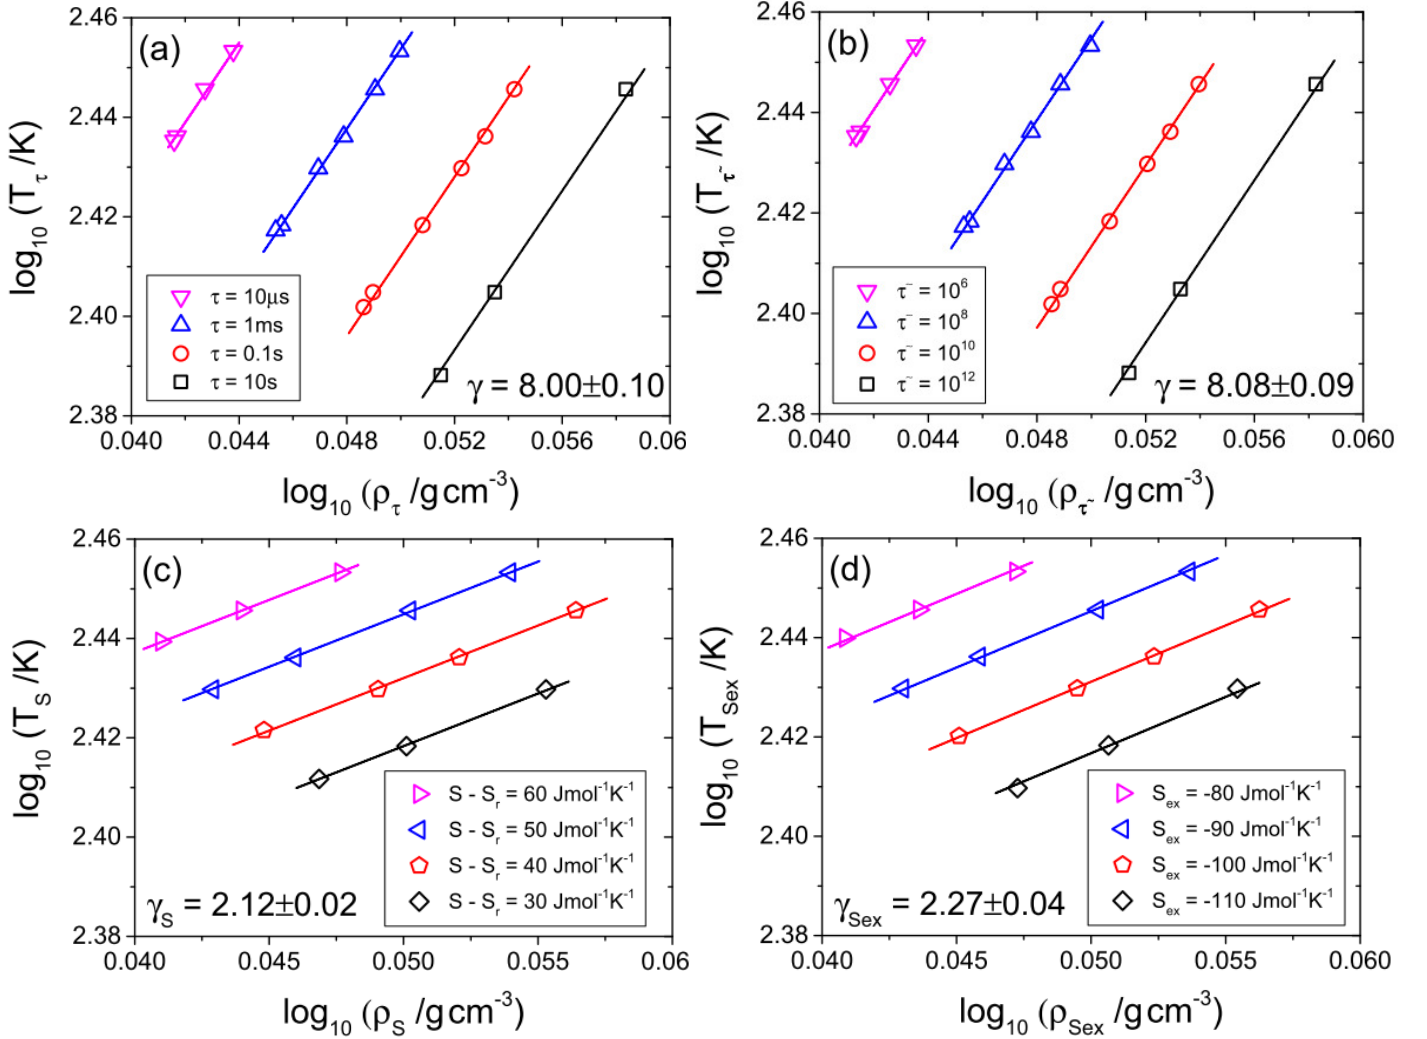 (a)
2.46
2.44
2.42
2.40
2.38
log10 (Tτ /K)
τ = 10μs
τ = 1ms
τ = 0.1s
τ = 10s
γ = 8.00±0.10
0.040 0.044 0.048 0.052 0.056 0.06
log10 (ρτ /g cm-3)
(b)
2.46
2.44
2.42
2.40
2.38
log10 (Tτ~ /K)
τ~ = 10^6
τ~ = 10^8
τ~ = 10^10
τ~ = 10^12
γ = 8.08±0.09
0.040 0.044 0.048 0.052 0.056 0.060
log10 (ρτ~ /g cm-3)
(c)
2.46
2.44
2.42
2.40
2.38
log10 (TS /K)
S - Sr = 60 Jmol-1K-1
S - Sr = 50 Jmol-1K-1
S - Sr = 40 Jmol-1K-1
S - Sr = 30 Jmol-1K-1
γS = 2.12±0.02
0.040 0.045 0.050 0.055 0.06
log10 (ρS /g cm-3)
(d)
2.46
2.44
2.42
2.40
2.38
log10 (TSex /K)
Sex = -80 Jmol-1K-1
Sex = -90 Jmol-1K-1
Sex = -100 Jmol-1K-1
Sex = -110 Jmol-1K-1
γSex = 2.27±0.04
0.040 0.045 0.050 0.055 0.060
log10 (ρSex /g cm-3)